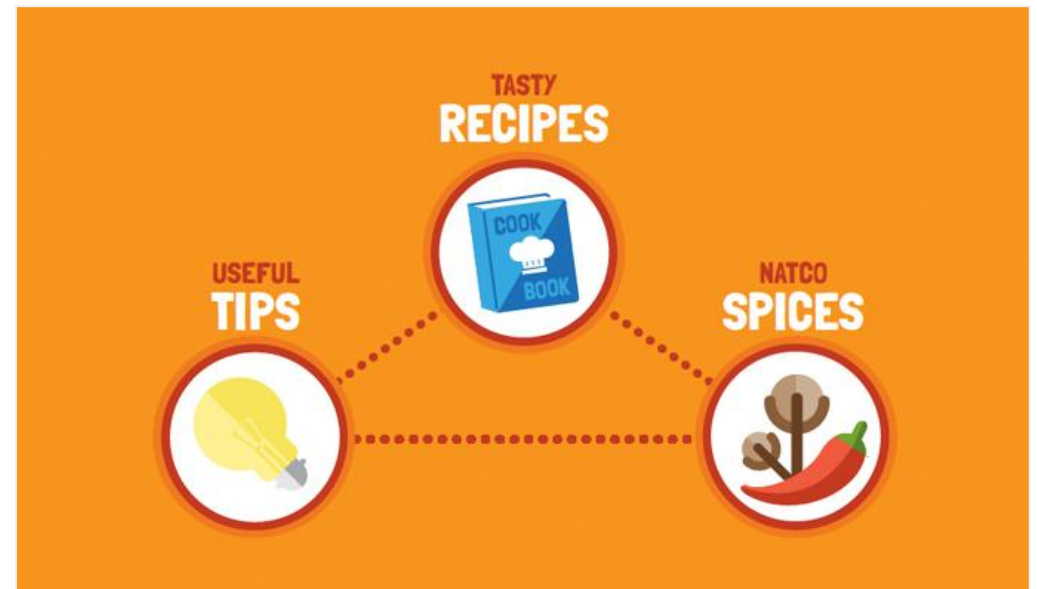 TASTY
RECIPES
COOK
BOOK
USEFUL
TIPS
NATCO
SPICES